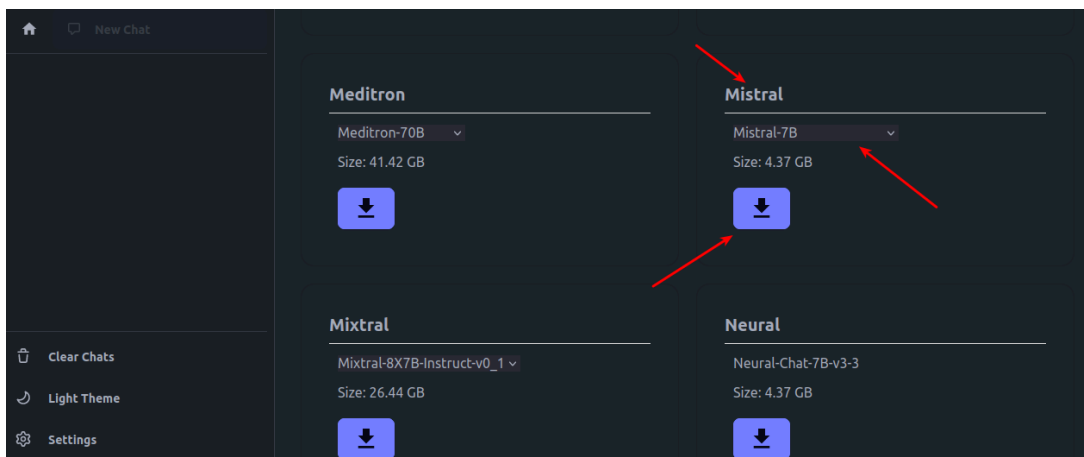 New Chat
Meditron
Meditron-70B
Size: 41.42 GB
Mistral
Mistral-7B
Size: 4.37 GB
Mixtral
Mixtral-8X7B-Instruct-v0_1
Size: 26.44 GB
Neural
Neural-Chat-7B-v3-3
Size: 4.37 GB
Clear Chats
Light Theme
Settings